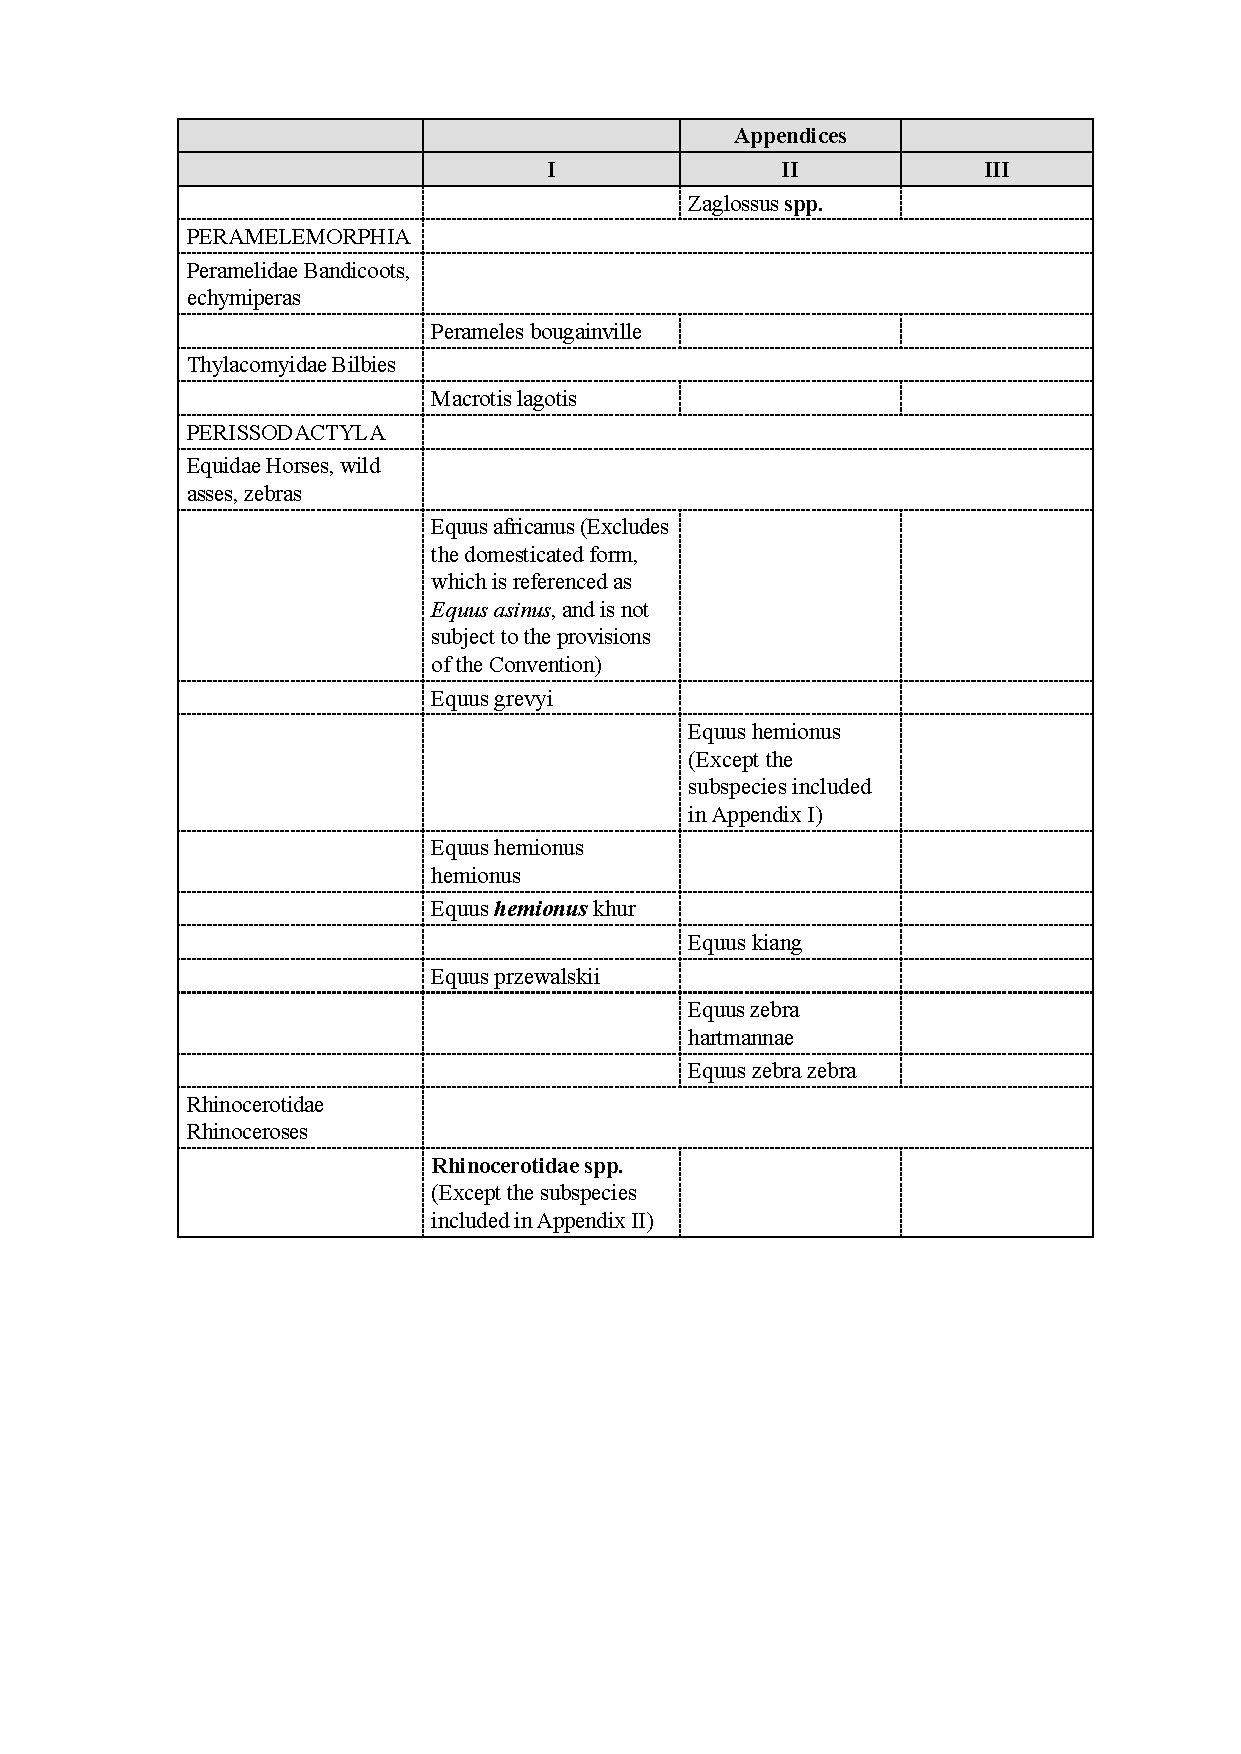 Appendices
I II III
Zaglossus spp.
PERAMELEMORPHIA
Peramelidae Bandicoots,
echymiperas
Perameles bougainville
Thylacomyidae Bilbies
Macrotis lagotis
PERISSODACTYLA
Equidae Horses, wild
asses, zebras
Equus africanus (Excludes
the domesticated form,
which is referenced as
Equus asinus, and is not
subject to the provisions
of the Convention)
Equus grevyi
Equus hemionus
(Except the
subspecies included
in Appendix I)
Equus hemionus
hemionus
Equus hemionus khur
Equus kiang
Equus przewalskii
Equus zebra
hartmannae
Equus zebra zebra
Rhinocerotidae
Rhinoceroses
Rhinocerotidae spp.
(Except the subspecies
included in Appendix II)